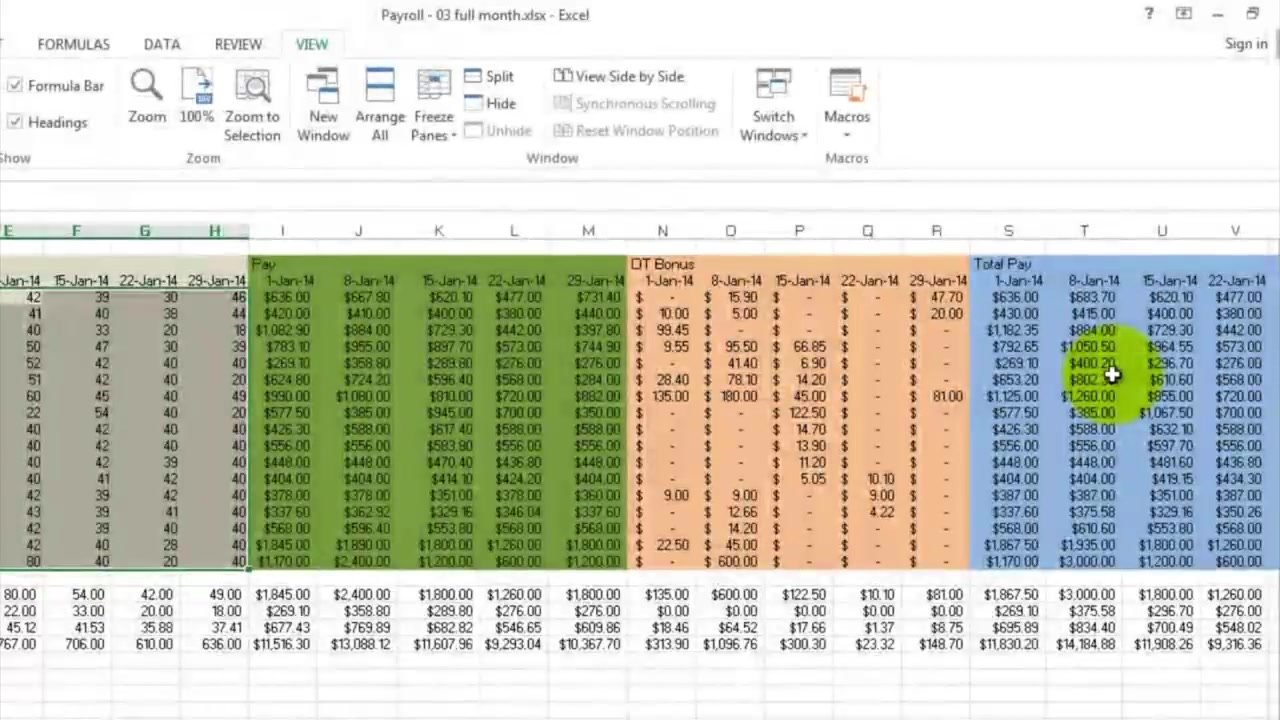 Payroll - 03 full month.xlsx - Excel
?
FORMULAS DATA REVIEW VIEW Sign in
Formula Bar
Headings
Show
Zoom 100% Zoom to Selection
Zoom
New Window Arrange All Freeze Panes
Split
Hide
Unhide
View Side by Side
Synchronous Scrolling
Reset Window Position
Switch Windows
Window
Macros
Macros
E F G H I J K L M N O P Q R S T U V
Pay OT Bonus Total Pay
-Jan-14 15-Jan-14 22-Jan-14 29-Jan-14 1-Jan-14 8-Jan-14 15-Jan-14 22-Jan-14 29-Jan-14 1-Jan-14 8-Jan-14 15-Jan-14 22-Jan-14 29-Jan-14 1-Jan-14 8-Jan-14 15-Jan-14 22-Jan-14
42 39 30 46 $636.00 $667.80 $620.10 $477.00 $731.40 $ - $ 15.90 $ - $ - $ 47.70 $636.00 $683.70 $620.10 $477.00
41 40 38 44 $420.00 $410.00 $400.00 $380.00 $440.00 $ 10.00 $ 5.00 $ - $ - $ 20.00 $430.00 $415.00 $400.00 $380.00
40 33 20 18 $1,082.90 $884.00 $729.30 $442.00 $397.80 $ 99.45 $ - $ - $ - $ - $1,182.35 $884.00 $729.30 $442.00
50 47 30 39 $783.10 $955.00 $897.70 $573.00 $744.90 $ 9.55 $ 95.50 $ 66.85 $ - $ - $792.65 $1,050.50 $964.55 $573.00
52 42 40 40 $269.10 $358.80 $289.80 $276.00 $276.00 $ - $ 41.40 $ 6.90 $ - $ - $269.10 $400.20 $296.70 $276.00
51 42 40 20 $624.80 $724.20 $596.40 $568.00 $284.00 $ 28.40 $ 78.10 $ 14.20 $ - $ - $653.20 $610.60 $568.00
60 45 40 49 $990.00 $1,080.00 $810.00 $720.00 $882.00 $ 135.00 $ 180.00 $ 45.00 $ - $ 81.00 $1,125.00 $1,260.00 $855.00 $720.00
22 54 40 20 $577.50 $385.00 $945.00 $700.00 $350.00 $ - $ - $ 122.50 $ - $ - $577.50 $385.00 $1,067.50 $700.00
40 42 40 40 $426.30 $588.00 $617.40 $588.00 $588.00 $ - $ - $ 14.70 $ - $ - $426.30 $588.00 $632.10 $588.00
40 42 40 40 $556.00 $556.00 $583.80 $556.00 $556.00 $ - $ - $ 13.90 $ - $ - $556.00 $556.00 $597.70 $556.00
40 42 39 40 $448.00 $448.00 $470.40 $436.80 $448.00 $ - $ - $ 11.20 $ - $ - $448.00 $448.00 $481.60 $436.80
40 41 42 40 $404.00 $404.00 $414.10 $424.20 $404.00 $ - $ - $ 5.05 $ 10.10 $ - $404.00 $404.00 $419.15 $434.30
42 39 42 40 $378.00 $378.00 $351.00 $378.00 $360.00 $ 9.00 $ 9.00 $ - $ 9.00 $ - $387.00 $387.00 $351.00 $387.00
43 39 41 40 $337.60 $362.92 $329.16 $346.04 $337.60 $ - $ 12.66 $ - $ 4.22 $ - $337.60 $375.58 $329.16 $350.26
42 39 40 40 $568.00 $596.40 $553.80 $568.00 $568.00 $ - $ 14.20 $ - $ - $ - $568.00 $610.60 $553.80 $568.00
42 40 28 40 $1,845.00 $1,890.00 $1,800.00 $1,260.00 $1,800.00 $ 22.50 $ 45.00 $ - $ - $ - $1,867.50 $1,935.00 $1,800.00 $1,260.00
80 40 20 40 $1,170.00 $2,400.00 $1,200.00 $600.00 $1,200.00 $ - $ 600.00 $ - $ - $ - $1,170.00 $3,000.00 $1,200.00 $600.00
80.00 54.00 42.00 49.00 $1,845.00 $2,400.00 $1,800.00 $1,260.00 $1,800.00 $135.00 $600.00 $122.50 $10.10 $81.00 $1,867.50 $3,000.00 $1,800.00 $1,260.00
22.00 33.00 20.00 18.00 $269.10 $358.80 $289.80 $276.00 $276.00 $0.00 $0.00 $0.00 $0.00 $0.00 $269.10 $375.58 $296.70 $276.00
45.12 41.53 35.88 37.41 $677.43 $769.89 $682.82 $546.65 $609.86 $18.46 $64.52 $17.66 $1.37 $8.75 $695.89 $834.40 $700.49 $548.02
767.00 706.00 610.00 636.00 $11,516.30 $13,088.12 $11,607.96 $9,293.04 $10,367.70 $313.90 $1,096.76 $300.30 $23.32 $148.70 $11,830.20 $14,184.88 $11,908.26 $9,316.36